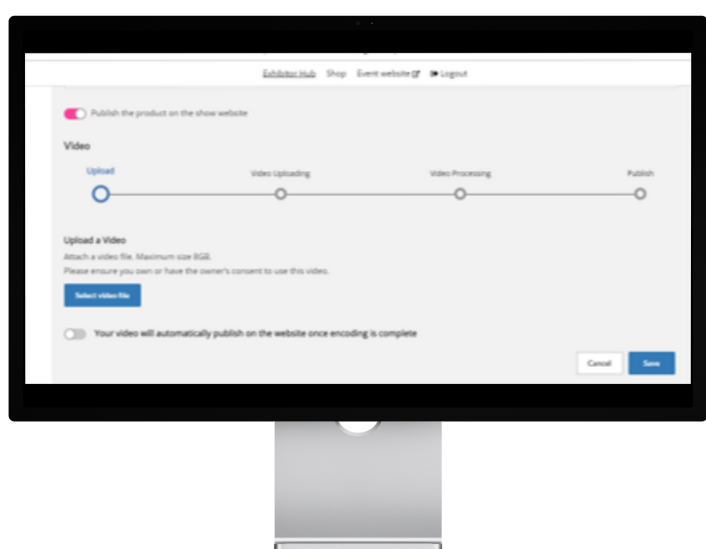 Exhibitor Hub Shop Event website Logout
Publish the product on the show website
Video
Upload Video Uploading Video Processing Publish
Upload a Video
Attach a video file. Maximum size 8GB.
Please ensure you own or have the owner's consent to use this video.
Select video file
Your video will automatically publish on the website once encoding is complete
Cancel Save